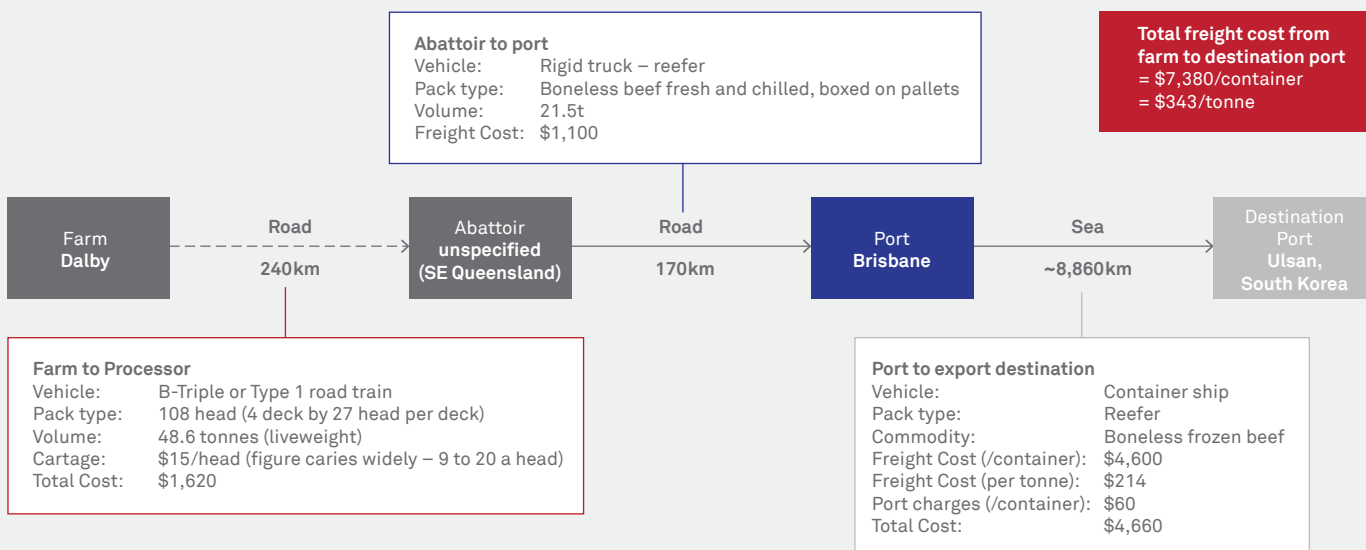 Abattoir to port
Vehicle: Rigid truck – reefer
Pack type: Boneless beef fresh and chilled, boxed on pallets
Volume: 21.5t
Freight Cost: $1,100
Total freight cost from
farm to destination port
= $7,380/container
= $343/tonne
Farm
Dalby
Road
240km
Abattoir
unspecified
(SE Queensland)
Road
170km
Port
Brisbane
Sea
~8,860km
Destination
Port
Ulsan,
South Korea
Farm to Processor
Vehicle: B-Triple or Type 1 road train
Pack type: 108 head (4 deck by 27 head per deck)
Volume: 48.6 tonnes (liveweight)
Cartage: $15/head (figure caries widely – 9 to 20 a head)
Total Cost: $1,620
Port to export destination
Vehicle: Container ship
Pack type: Reefer
Commodity: Boneless frozen beef
Freight Cost (/container): $4,600
Freight Cost (per tonne): $214
Port charges (/container): $60
Total Cost: $4,660